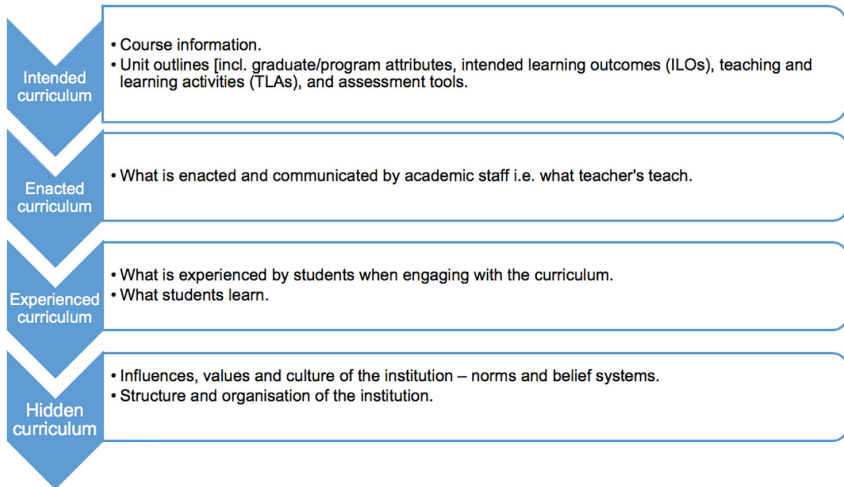 Intended
curriculum
• Course information.
• Unit outlines [incl. graduate/program attributes, intended learning outcomes (ILOs), teaching and
learning activities (TLAs), and assessment tools.
Enacted
curriculum
• What is enacted and communicated by academic staff i.e. what teacher's teach.
Experienced
curriculum
• What is experienced by students when engaging with the curriculum.
• What students learn.
Hidden
curriculum
• Influences, values and culture of the institution – norms and belief systems.
• Structure and organisation of the institution.